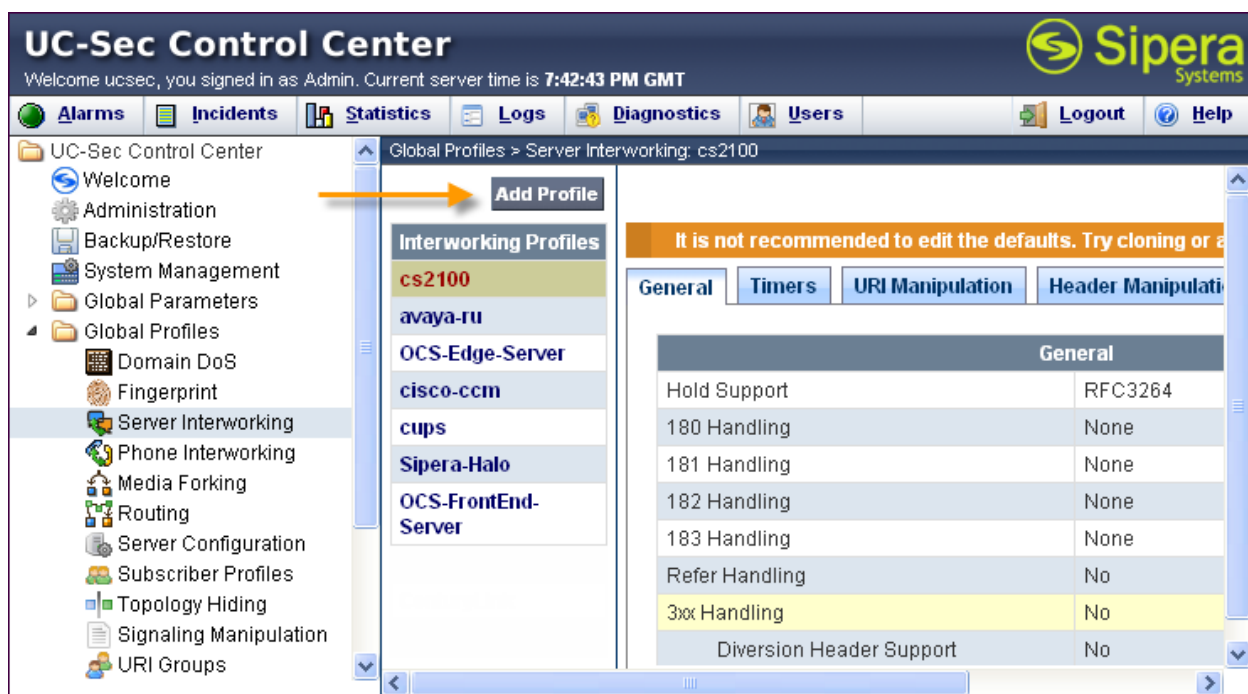 UC-Sec Control Center
Welcome ucsec, you signed in as Admin. Current server time is 7:42:43 PM GMT
Sipera
Systems
Alarms Incidents Statistics Logs Diagnostics Users Logout Help
UC-Sec Control Center
Welcome
Administration
Backup/Restore
System Management
Global Parameters
Global Profiles
Domain DoS
Fingerprint
Server Interworking
Phone Interworking
Media Forking
Routing
Server Configuration
Subscriber Profiles
Topology Hiding
Signaling Manipulation
URI Groups
Global Profiles > Server Interworking: cs2100
Add Profile
Interworking Profiles
cs2100
avaya-ru
OCS-Edge-Server
cisco-ccm
cups
Sipera-Halo
OCS-FrontEnd-
Server
It is not recommended to edit the defaults. Try cloning or
General Timers URI Manipulation Header Manipulati
General
Hold Support RFC3264
180 Handling None
181 Handling None
182 Handling None
183 Handling None
Refer Handling No
3xx Handling No
Diversion Header Support No